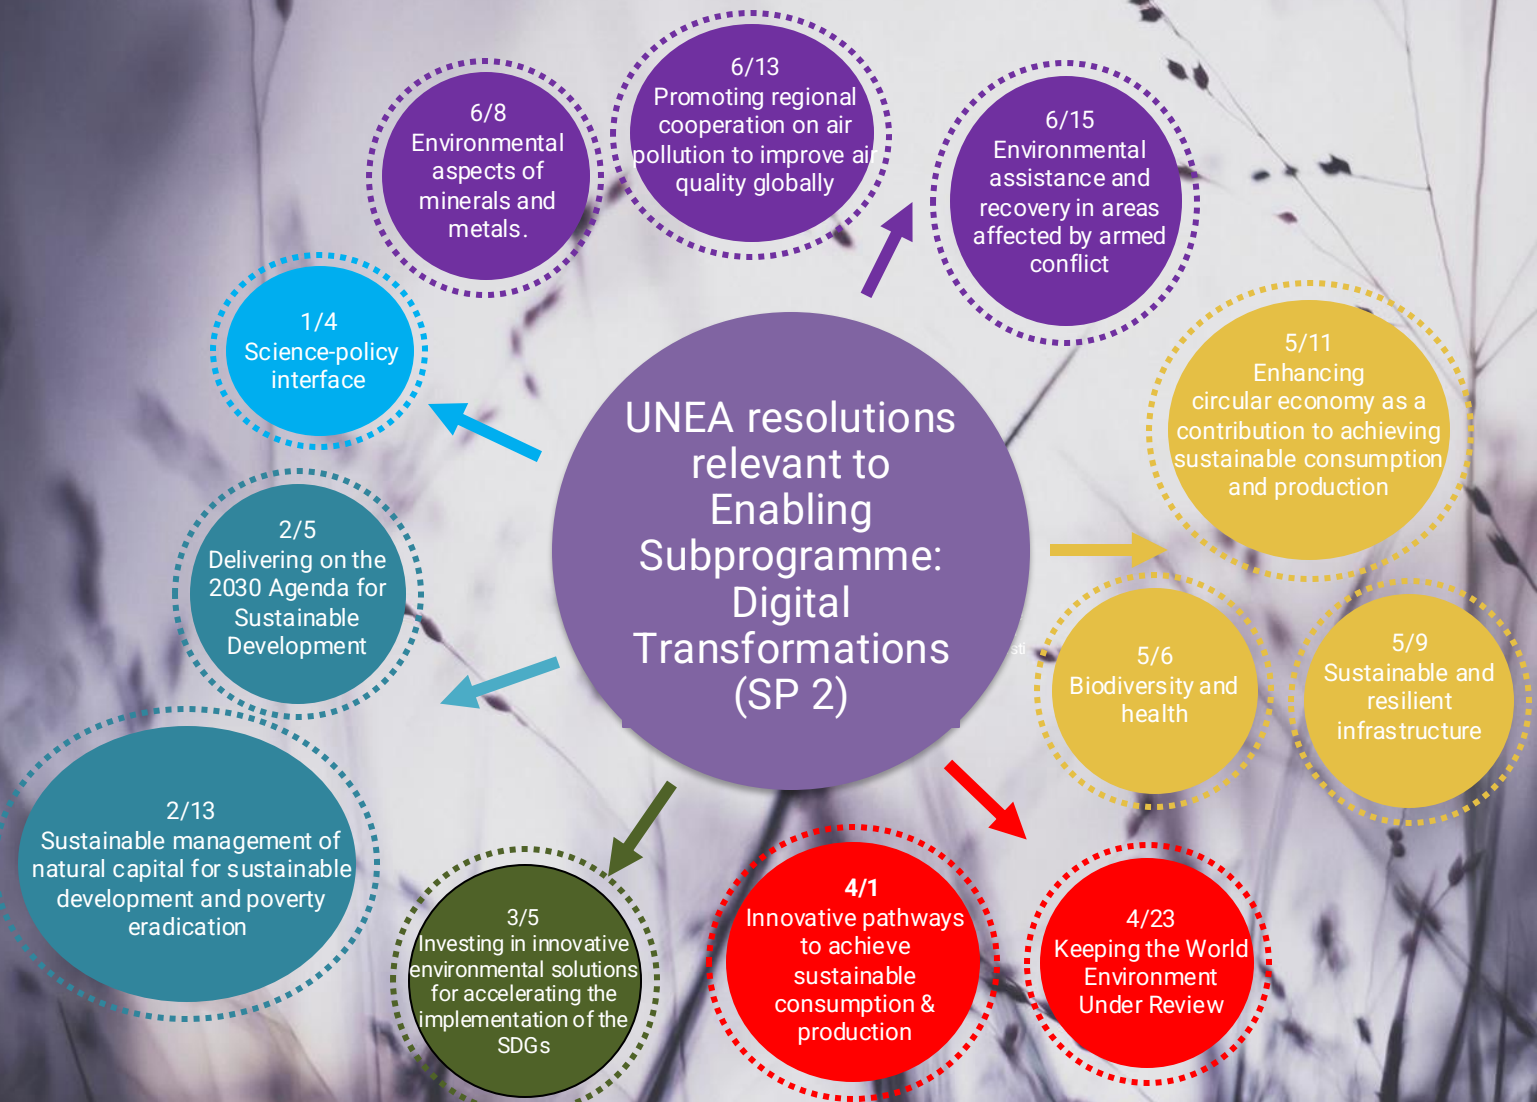 6/13
Promoting regional
cooperation on air
pollution to improve air
quality globally
6/8
Environmental
aspects of
minerals and
metals.
6/15
Environmental
assistance and
recovery in areas
affected by armed
conflict
1/4
Science-policy
interface
5/11
Enhancing
circular economy as a
contribution to achieving
sustainable consumption
and production
UNEA resolutions
relevant to
Enabling
Subprogramme:
Digital
Transformations
(SP 2)
2/5
Delivering on the
2030 Agenda for
Sustainable
Development
sti
5/6
Biodiversity and
health
5/9
Sustainable and
resilient
infrastructure
2/13
Sustainable management of
natural capital for sustainable
development and poverty
eradication
3/5
Investing in innovative
environmental solutions
for accelerating the
implementation of the
SDGs
4/1
Innovative pathways
to achieve
sustainable
consumption &
production
4/23
Keeping the World
Environment
Under Review